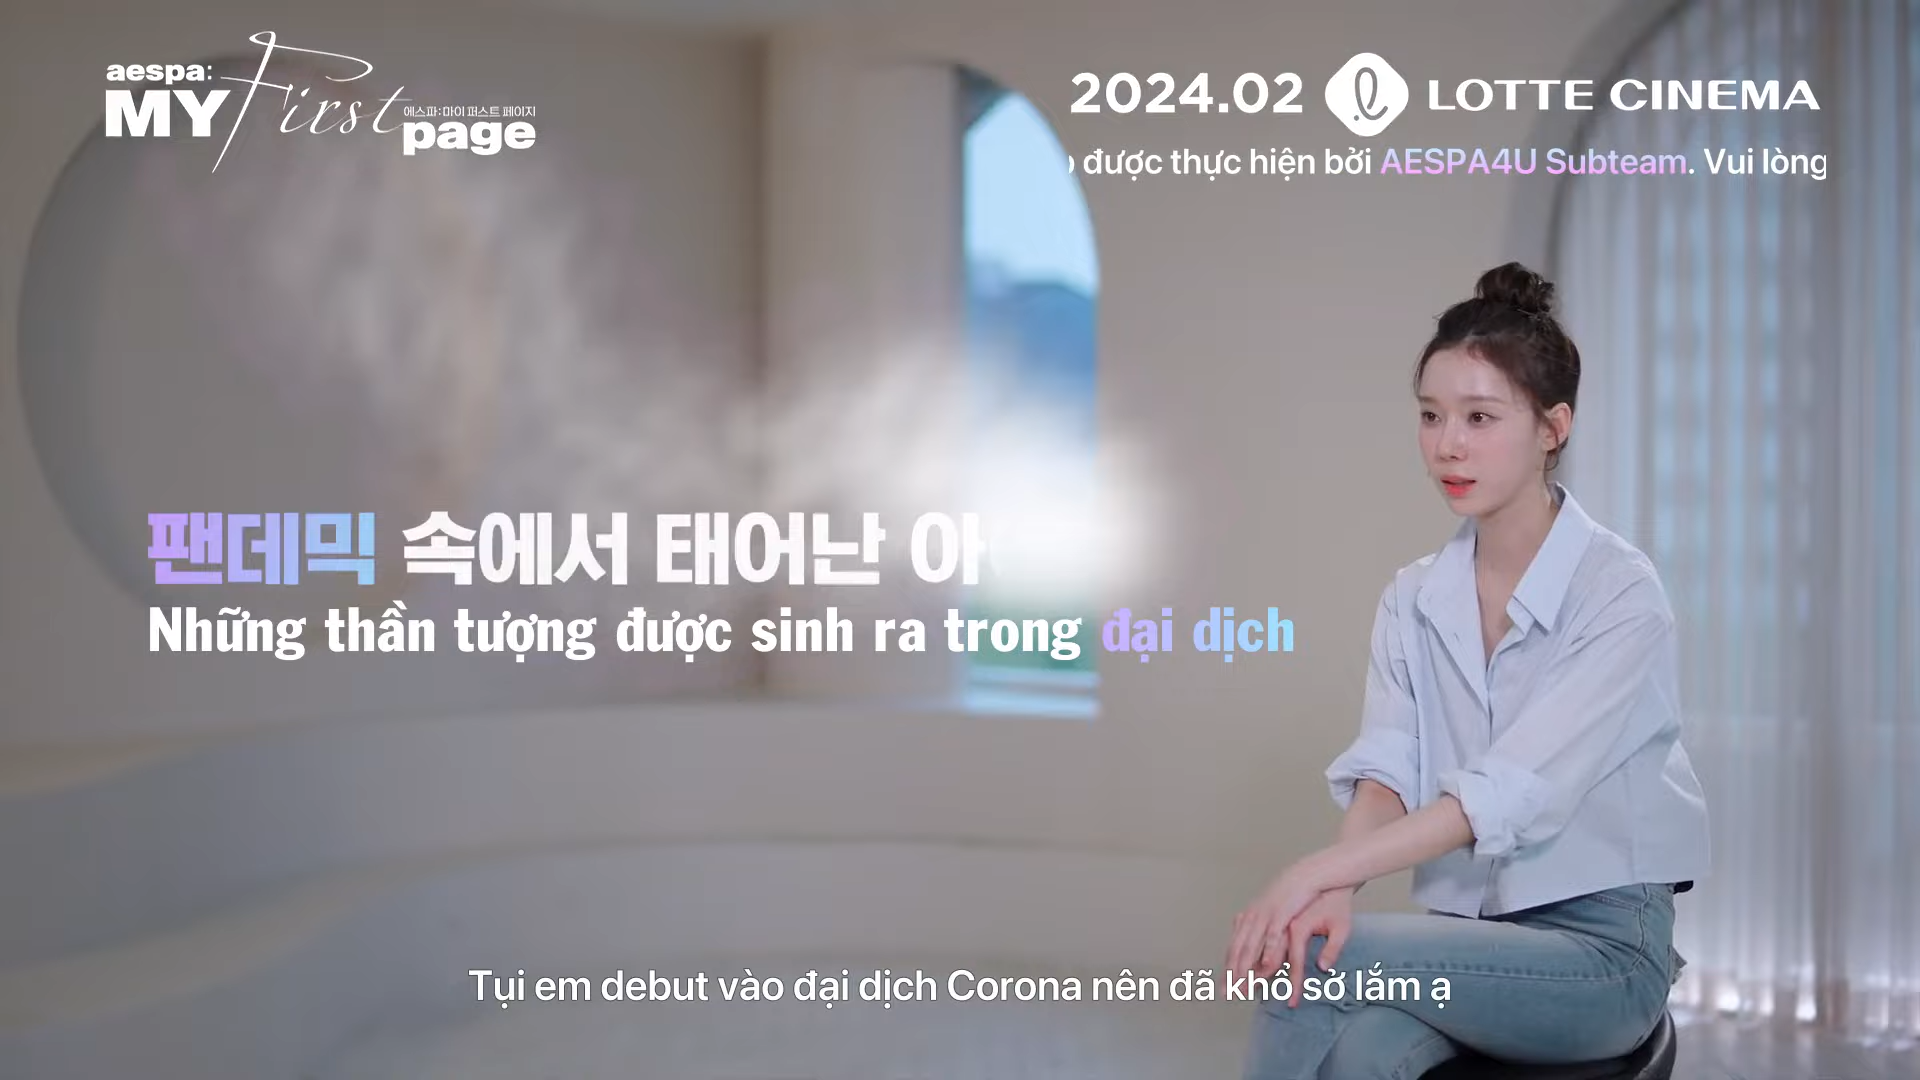 aespa:
MY First page
에스파:마이 퍼스트 페이지
2024.02 LOTTE CINEMA
được thực hiện bởi AESPA4U Subteam. Vui lòng
팬데믹 속에서 태어난
Những thần tượng được sinh ra trong đại dịch
Tụi em debut vào đại dịch Corona nên đã khổ sở lắm ạ